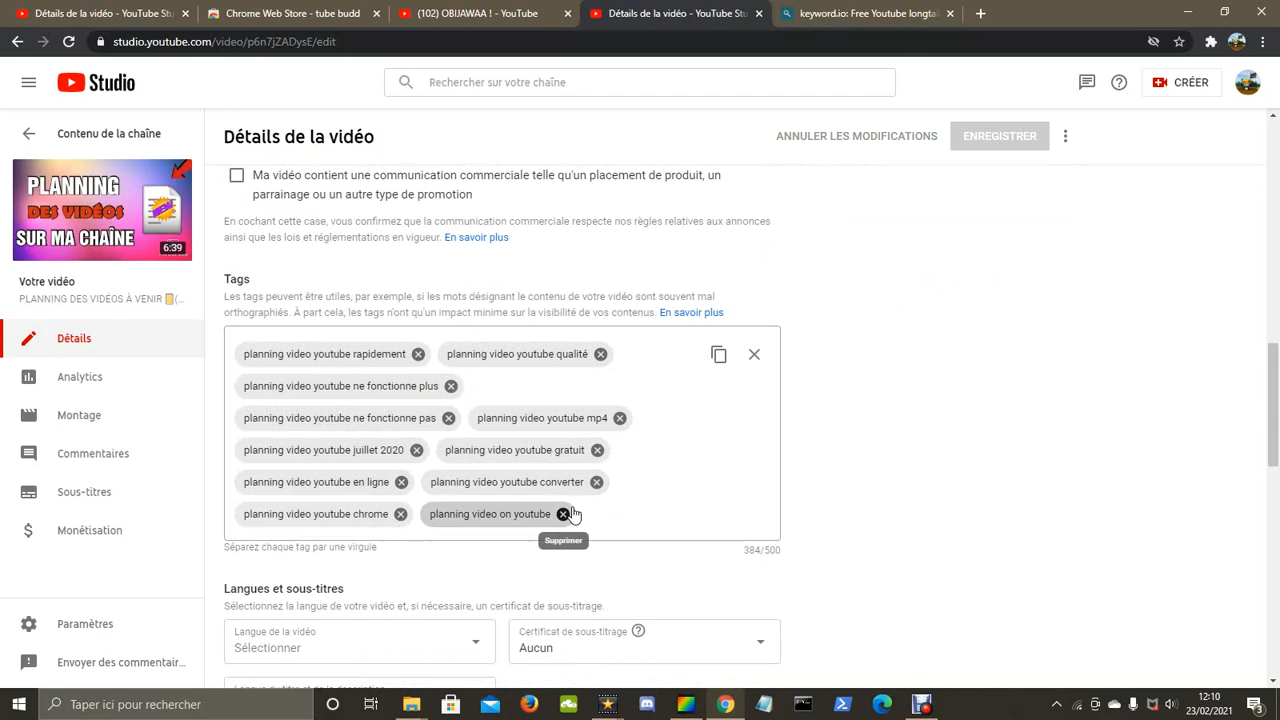 Détails de la vidéo - YouTube Stu
Chrome Web Store - tube buddy
(102) OBJAWAA ! - YouTube
Détails de la vidéo - YouTube Stu
keyword.io: Free Youtube longtai
studio.youtube.com/video/p6n7jZADysE/edit
Studio
Rechercher sur votre chaîne
CRÉER
Contenu de la chaîne
Détails de la vidéo
ANNULER LES MODIFICATIONS
ENREGISTRER
PLANNING
DES VIDÉOS
SUR MA CHAÎNE
6:39
Votre vidéo
PLANNING DES VIDÉOS À VENIR (...
Détails
Analytics
Montage
Commentaires
Sous-titres
Monétisation
Paramètres
Envoyer des commentair...
Ma vidéo contient une communication commerciale telle qu'un placement de produit, un
parrainage ou un autre type de promotion
En cochant cette case, vous confirmez que la communication commerciale respecte nos règles relatives aux annonces
ainsi que les lois et réglementations en vigueur. En savoir plus
Tags
Les tags peuvent être utiles, par exemple, si les mots désignant le contenu de votre vidéo sont souvent mal
orthographiés. À part cela, les tags n'ont qu'un impact minime sur la visibilité de vos contenus. En savoir plus
planning video youtube rapidement planning video youtube qualité
planning video youtube ne fonctionne plus
planning video youtube ne fonctionne pas planning video youtube mp4
planning video youtube juillet 2020 planning video youtube gratuit
planning video youtube en ligne planning video youtube converter
planning video youtube chrome planning video on youtube
Supprimer
Séparez chaque tag par une virgule
384/500
Langues et sous-titres
Sélectionnez la langue de votre vidéo et, si nécessaire, un certificat de sous-titrage.
Langue de la vidéo
Sélectionner
Certificat de sous-titrage
Aucun
Taper ici pour rechercher
12:10
23/02/2021
3